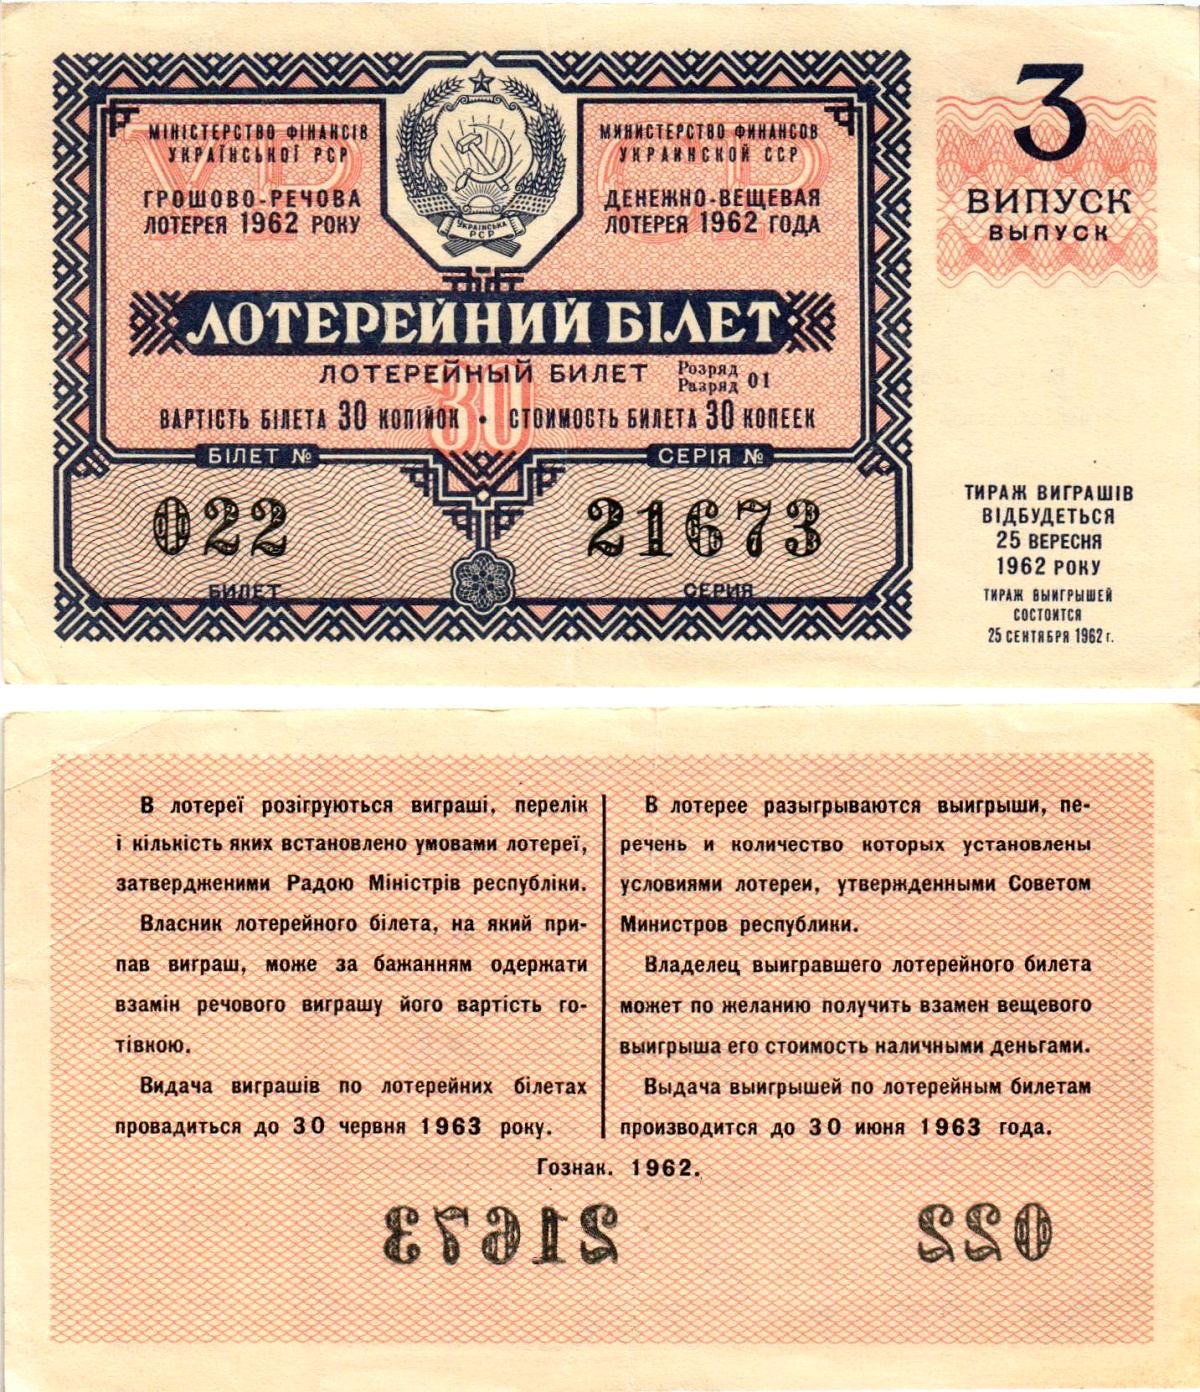 МІНІСТЕРСТВО ФІНАНСІВ
УКРАЇНСЬКОЇ РСР
ГРОШОВО-РЕЧОВА
ЛОТЕРЕЯ 1962 РОКУ
УКРАЇНСЬКА
РСР
МИНИСТЕРСТВО ФИНАНСОВ
УКРАИНСКОЙ ССР
ДЕНЕЖНО-ВЕЩЕВАЯ
ЛОТЕРЕЯ 1962 ГОДА
ЛОТЕРЕЙНИЙ БІЛЕТ
ЛОТЕРЕЙНЫЙ БИЛЕТ
Розряд
Разряд 01
30
ВАРТІСТЬ БІЛЕТА 30 КОПІЙОК • СТОИМОСТЬ БИЛЕТА 30 КОПЕЕК
БІЛЕТ №
СЕРІЯ №
022
21673
БИЛЕТ
СЕРИЯ
3
ВИПУСК
ВЫПУСК
ТИРАЖ ВИГРАШІВ
ВІДБУДЕТЬСЯ
25 ВЕРЕСНЯ
1962 РОКУ
ТИРАЖ ВЫИГРЫШЕЙ
СОСТОИТСЯ
25 СЕНТЯБРЯ 1962 г.
В лотереї розігруються виграші, перелік
і кількість яких встановлено умовами лотереї,
затвердженими Радою Міністрів республіки.
Власник лотерейного білета, на який при-
пав виграш, може за бажанням одержати
взамін речового виграшу його вартість го-
тівкою.
Видача виграшів по лотерейних білетах
провадиться до 30 червня 1963 року.
В лотерее разыгрываются выигрыши, пе-
речень и количество которых установлены
условиями лотереи, утвержденными Советом
Министров республики.
Владелец выигравшего лотерейного билета
может по желанию получить взамен вещевого
выигрыша его стоимость наличными деньгами.
Выдача выигрышей по лотерейным билетам
производится до 30 июня 1963 года.
Гознак. 1962.
21673
022